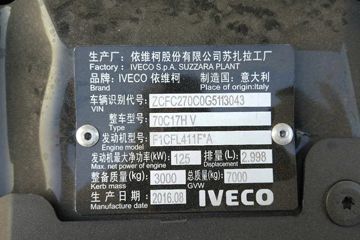 生产厂：依维柯股份有限公司苏扎拉工厂
Factory: IVECO S.p.A. SUZZARA PLANT
品牌：IVECO 依维柯 制造国：意大利
Place of origin: Italy
车辆识别代号: ZCFC270C0G5113043
VIN
整车型号: 70C17H V
Type
发动机型号: F1CFL411F*A
Engine model
发动机最大净功率(kw) 125 排量(L) 2.998
Max. net power of engine
整备质量(kg) 3000 总质量(kg) 7000
Kerb mass GVW
生产日期 2016.08 IVECO